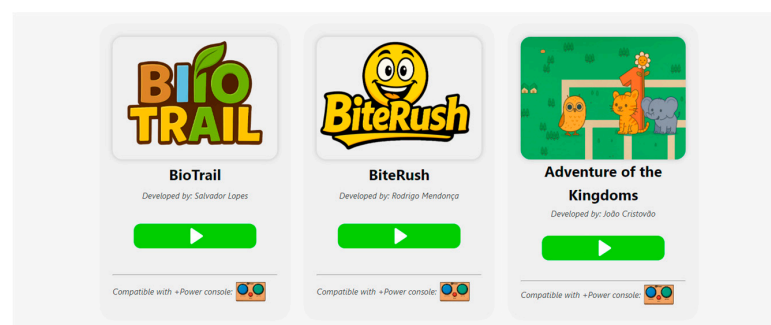 BIO
TRAIL
BioTrail
Developed by: Salvador Lopes
Compatible with +Power console:
BiteRush
BiteRush
Developed by: Rodrigo Mendonça
Compatible with +Power console:
1
Adventure of the
Kingdoms
Developed by: João Cristovão
Compatible with +Power console: